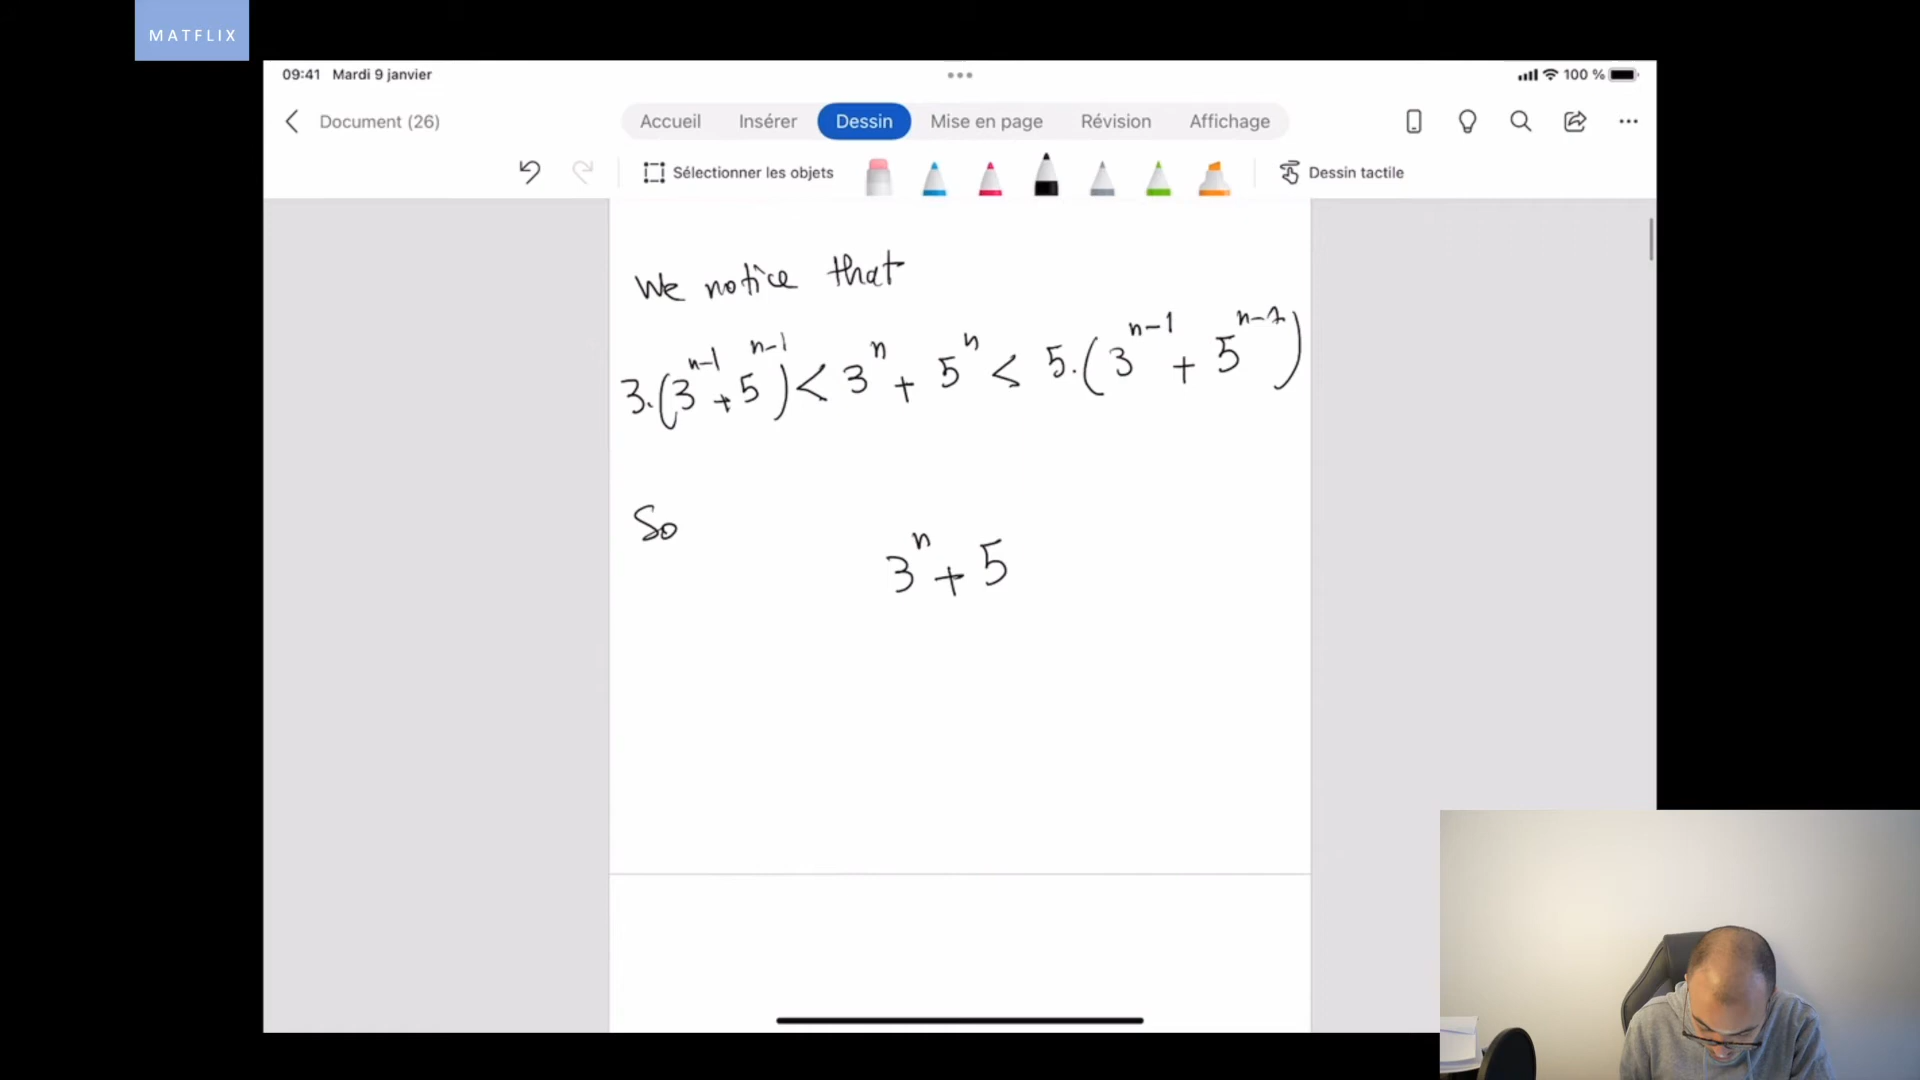 MATFLIX
09:41 Mardi 9 janvier
100 %
Document (26)
Accueil Insérer Dessin Mise en page Révision Affichage
Sélectionner les objets
Dessin tactile
We notice that
3.(3^{n-1} + 5^{n-1}) < 3^n + 5^n < 5.(3^{n-1} + 5^{n-1})
So
3^n + 5